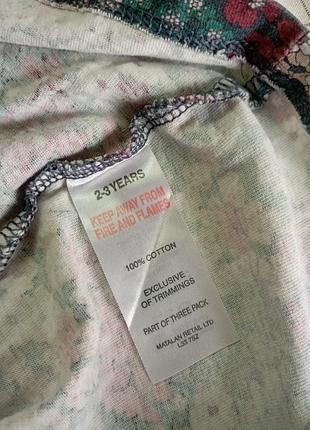 2-3 YEARS
KEEP AWAY FROM
FIRE AND FLAMES
100% COTTON
EXCLUSIVE
OF TRIMMINGS
PART OF THREE PACK
MATALAN RETAIL LTD
L33 7SZ